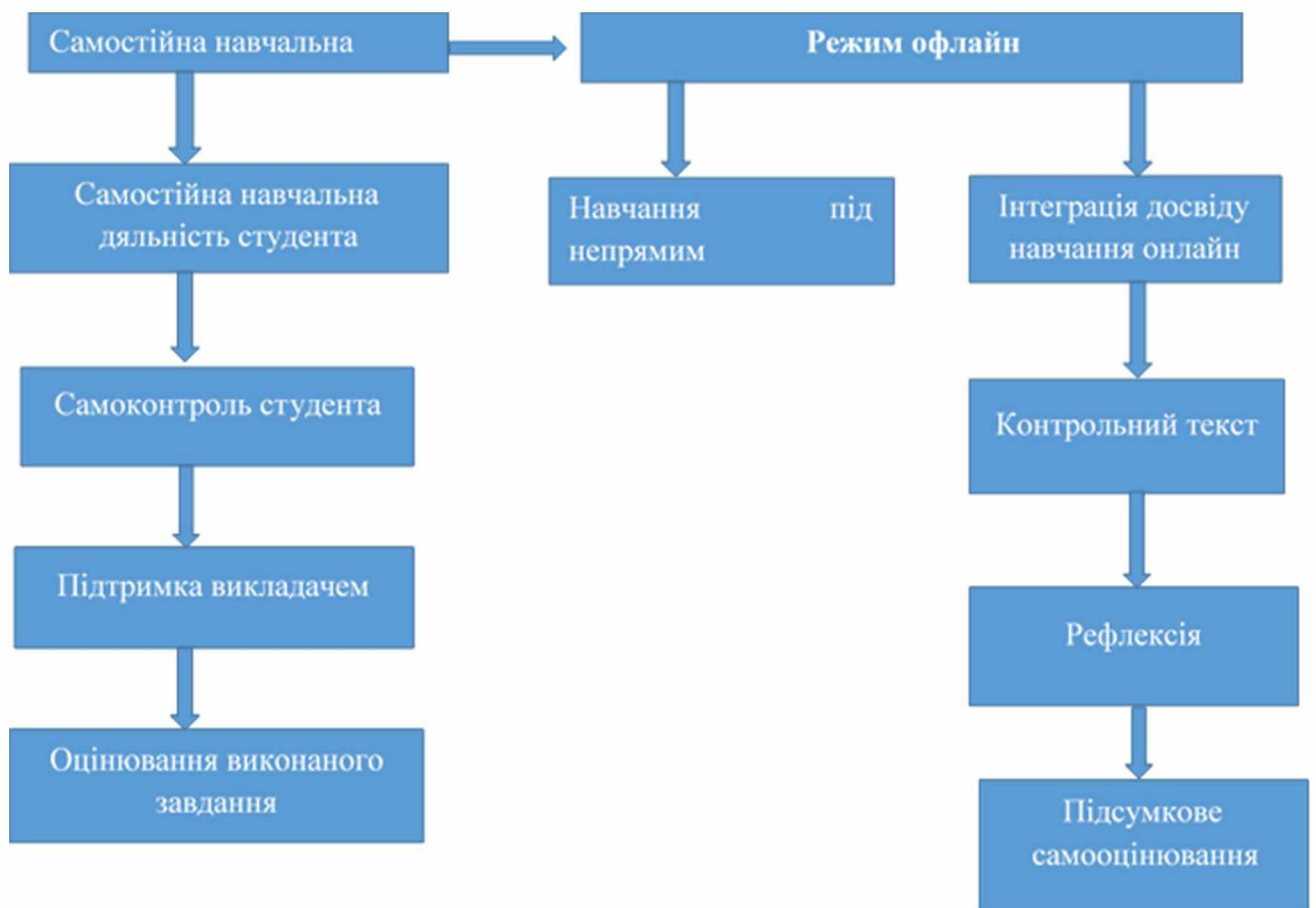 Самостійна навчальна
Режим офлайн
Самостійна навчальна
дяльність студента
Навчання під
непрямим
Інтеграція досвіду
навчання онлайн
Самоконтроль студента
Контрольний текст
Підтримка викладачем
Рефлексія
Оцінювання виконаного
завдання
Підсумкове
самооцінювання